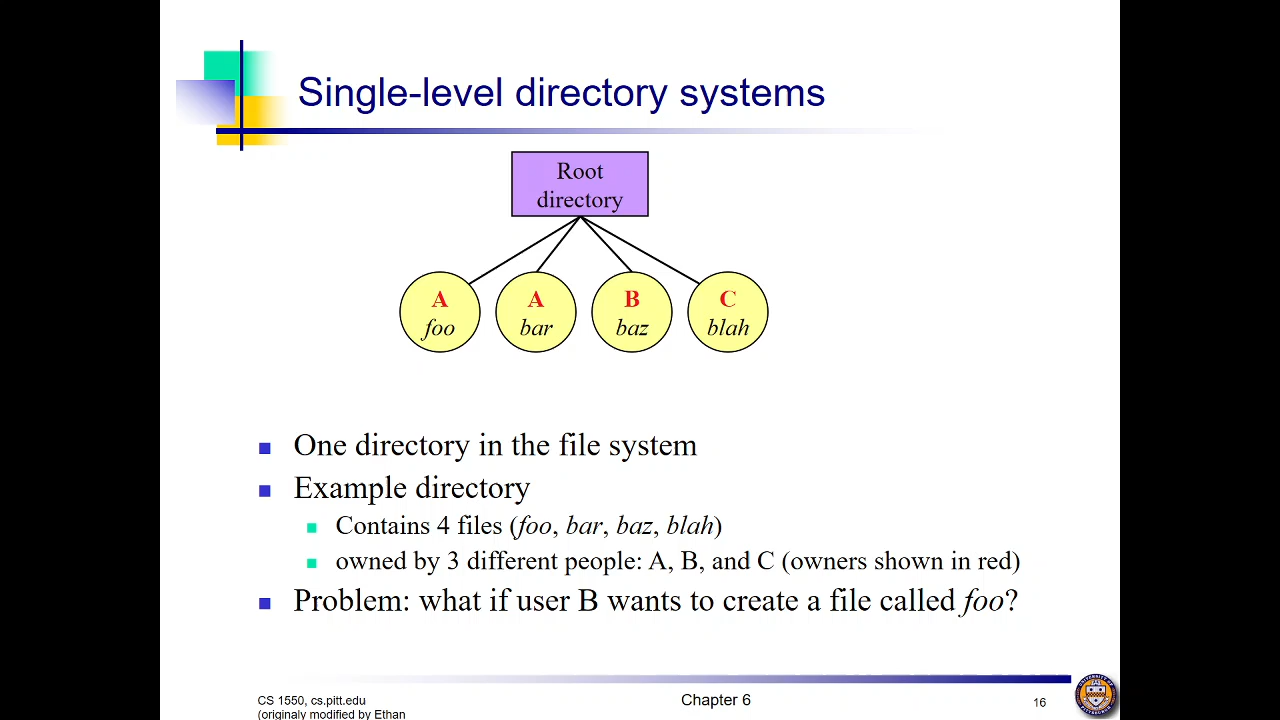 Single-level directory systems
Root
directory
A
foo
A
bar
B
baz
C
blah
One directory in the file system
Example directory
Contains 4 files (foo, bar, baz, blah)
owned by 3 different people: A, B, and C (owners shown in red)
Problem: what if user B wants to create a file called foo?
CS 1550, cs.pitt.edu
(originaly modified by Ethan
Chapter 6
16